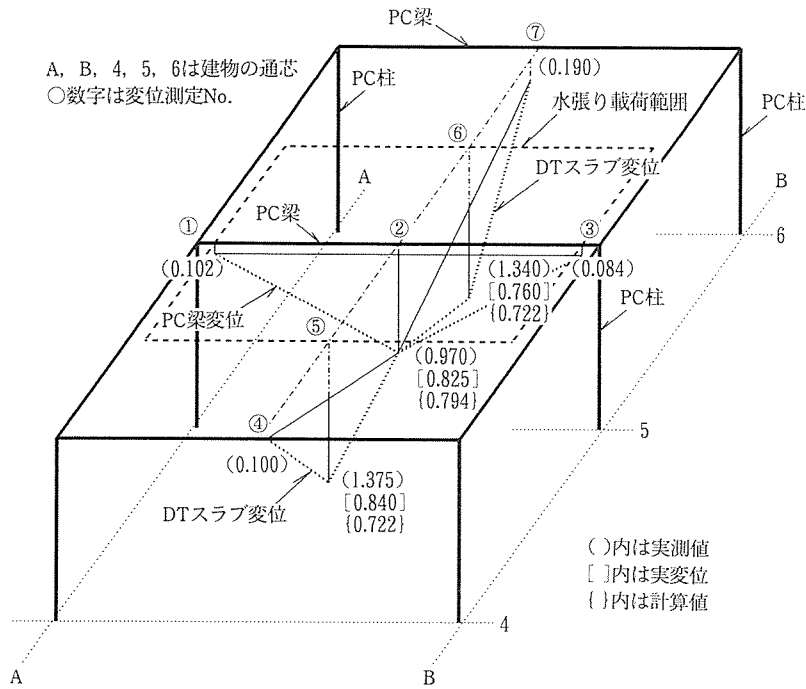 PC梁
⑦
A, B, 4, 5, 6は建物の通芯
○数字は変位測定No.
(0.190)
PC柱
水張り載荷範囲
PC柱
⑥
DTスラブ変位
A
B
PC梁
①
②
③
6
(0.102)
(1.340)
(0.084)
[0.760]
{0.722}
PC柱
PC梁変位
⑤
(0.970)
[0.825]
{0.794}
④
5
(0.100)
(1.375)
[0.840]
{0.722}
DTスラブ変位
( )内は実測値
[ ]内は実変位
{ }内は計算値
4
A
B